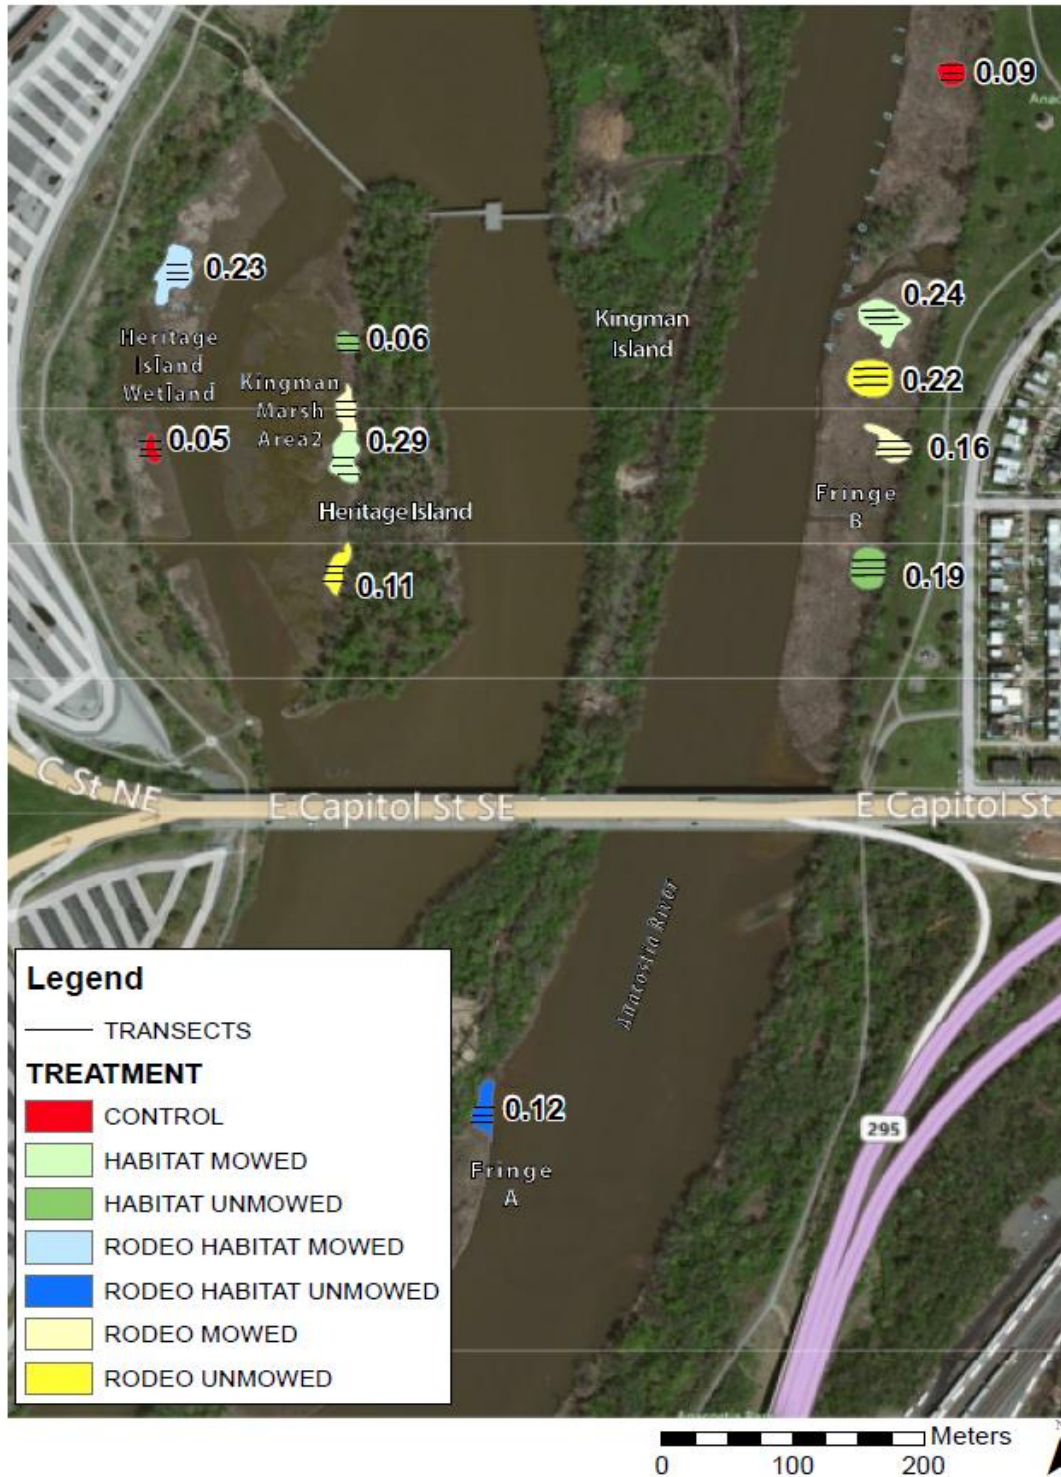 0.09
Ana
0.23
0.24
Kingman
Island
0.06
Heritage
Island
Wetland
Kingman
Marsh
Area2
0.22
0.05
0.29
0.16
Fringe
B
Heritage Island
0.11
0.19
C St NE
E Capitol St SE
E Capitol St
Anacostia River
Legend
TRANSECTS
TREATMENT
CONTROL
HABITAT MOWED
HABITAT UNMOWED
RODEO HABITAT MOWED
RODEO HABITAT UNMOWED
RODEO MOWED
RODEO UNMOWED
0.12
Fringe
A
295
Meters
0 100 200